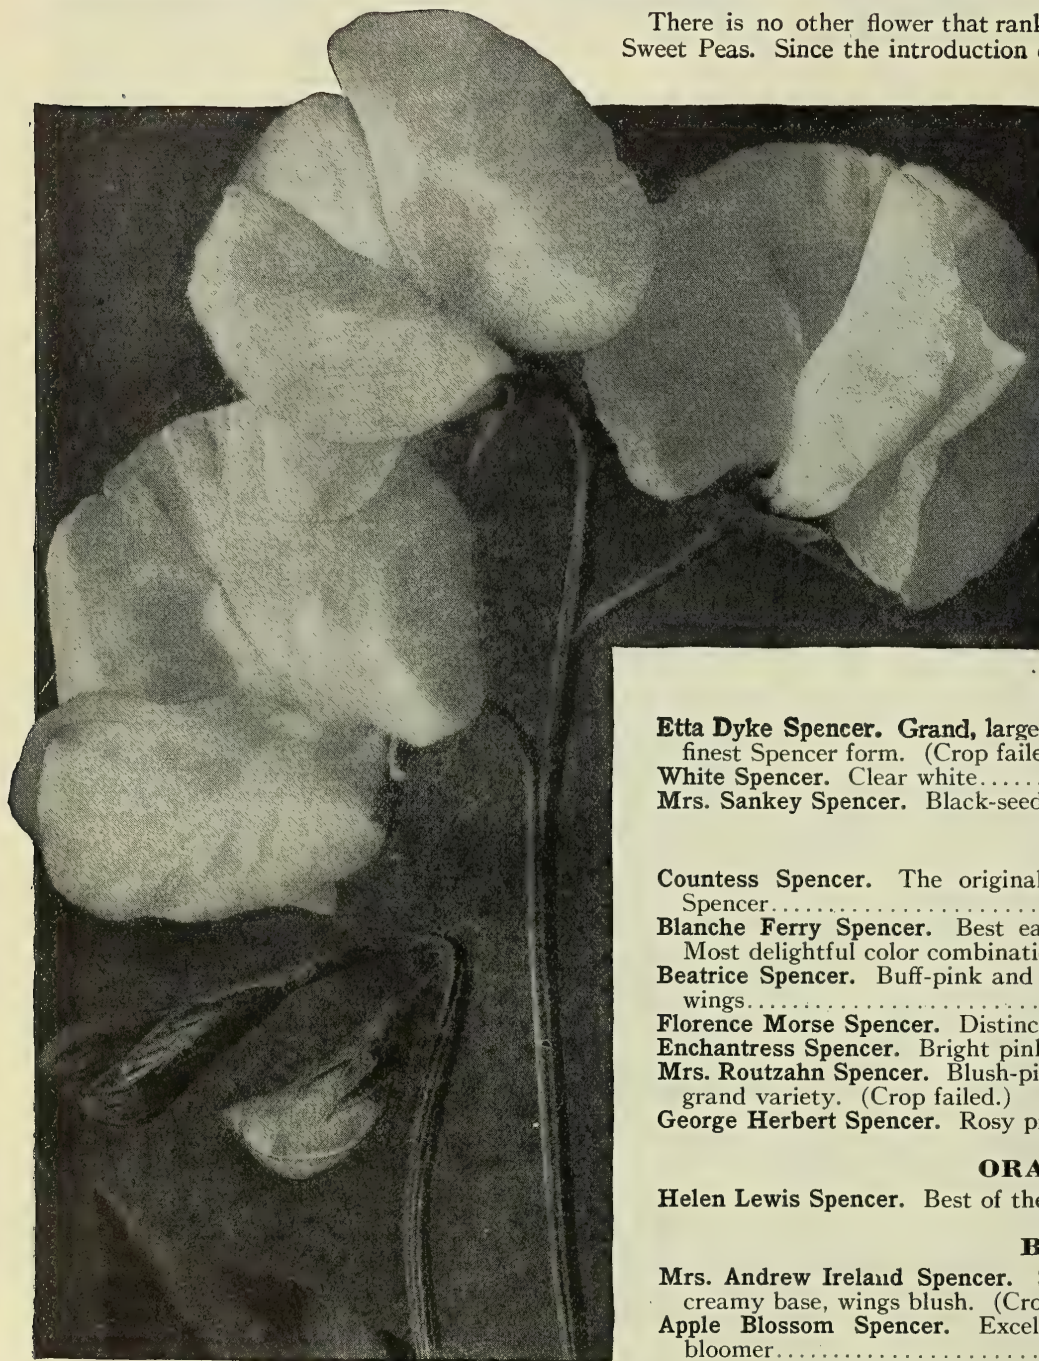 There is no other flower that rank
Sweet Peas. Since the introduction
Etta Dyke Spencer. Grand, large
finest Spencer form. (Crop faile
White Spencer. Clear white.....
Mrs. Sankey Spencer. Black-seed
Countess Spencer. The original
Spencer........................
Blanche Ferry Spencer. Best ea
Most delightful color combinati
Beatrice Spencer. Buff-pink and
wings..........................
Florence Morse Spencer. Distinc
Enchantress Spencer. Bright pink
Mrs. Routzahn Spencer. Blush-pi
grand variety. (Crop failed.)
George Herbert Spencer. Rosy p
ORA
Helen Lewis Spencer. Best of the
B
Mrs. Andrew Ireland Spencer.
creamy base, wings blush. (Cro
Apple Blossom Spencer. Excel
bloomer........................